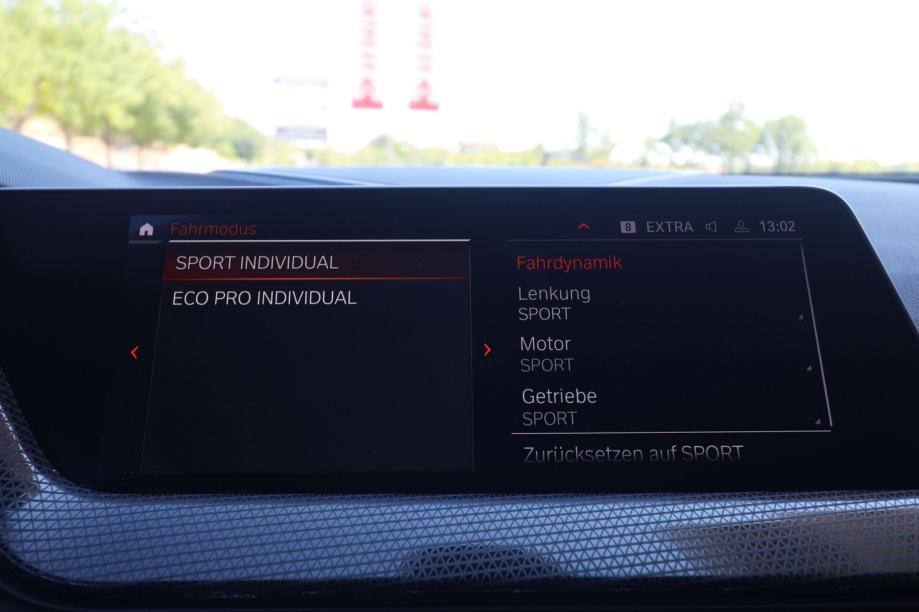 Fahrmodus
8 EXTRA 13:02
SPORT INDIVIDUAL
ECO PRO INDIVIDUAL
Fahrdynamik
Lenkung
SPORT
Motor
SPORT
Getriebe
SPORT
Zurücksetzen auf SPORT